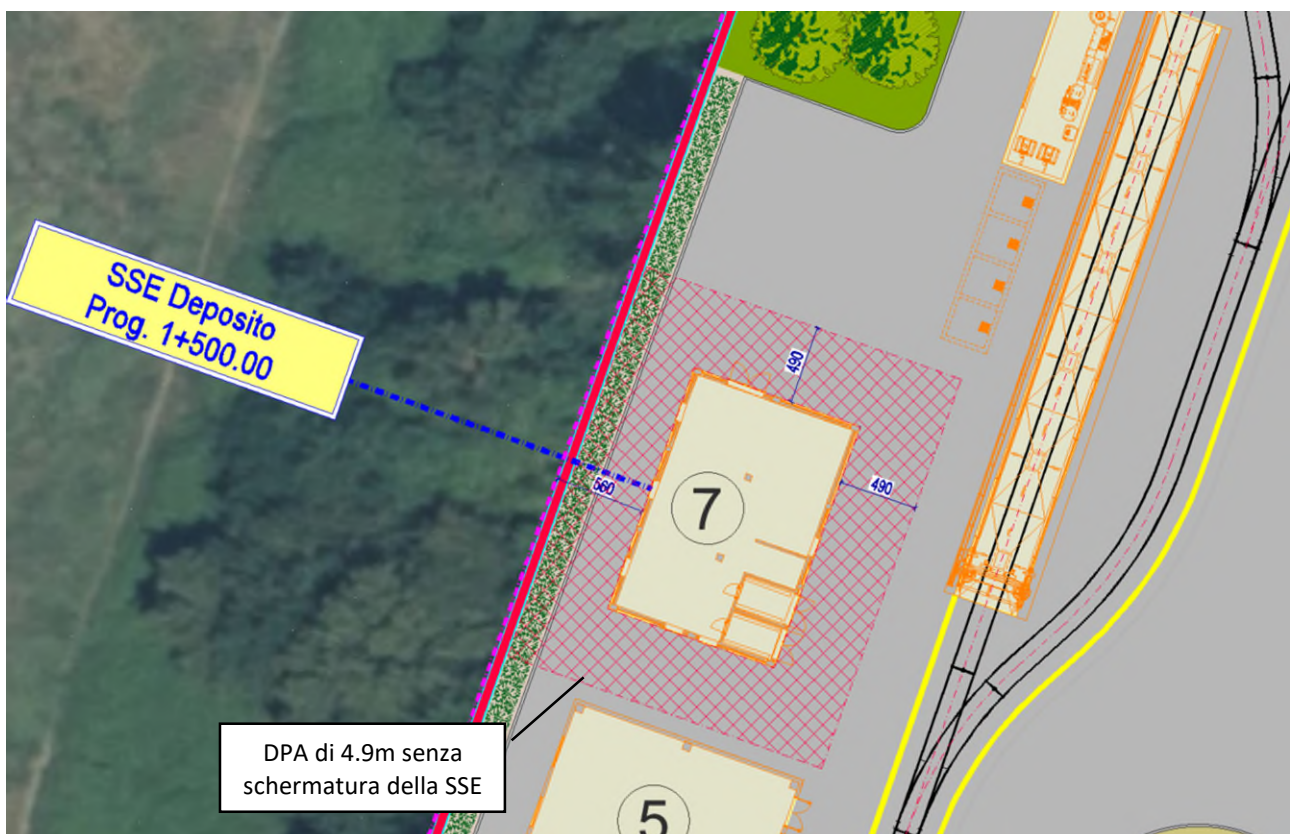 SSE Deposito
Prog. 1+500.00
490
560
490
7
DPA di 4.9m senza
schermatura della SSE
5